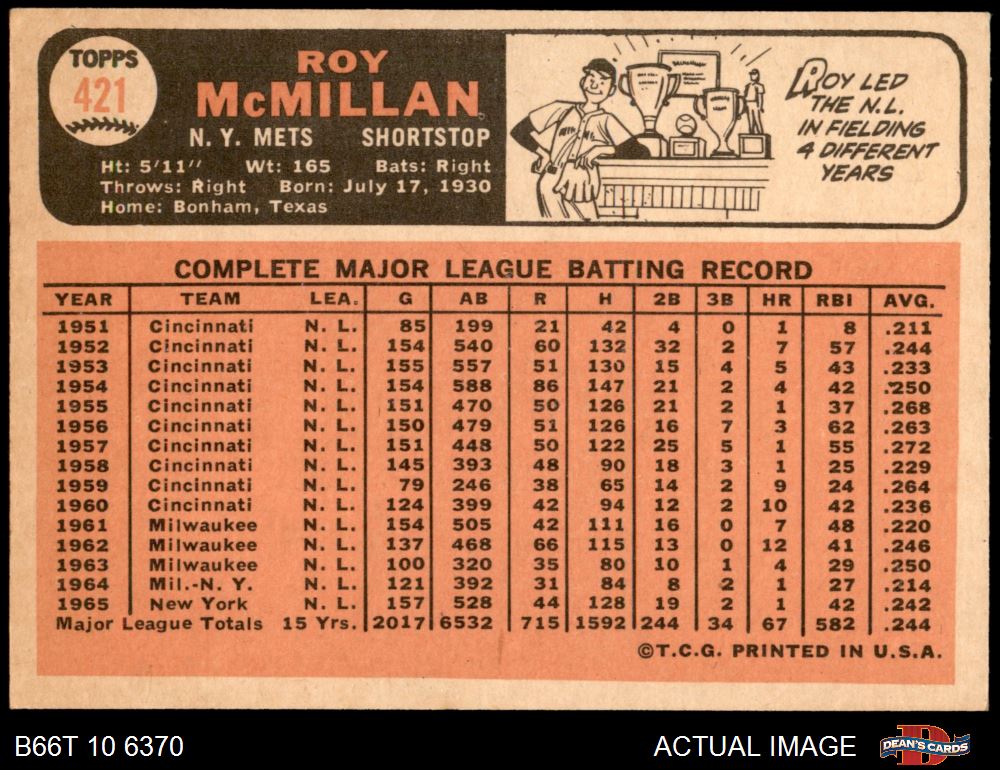 TOPPS
421
ROY
McMILLAN
N. Y. METS SHORTSTOP
Ht: 5'11" Wt: 165 Bats: Right
Throws: Right Born: July 17, 1930
Home: Bonham, Texas
ROY LED
THE N.L.
IN FIELDING
4 DIFFERENT
YEARS
COMPLETE MAJOR LEAGUE BATTING RECORD
YEAR TEAM LEA. G AB R H 2B 3B HR RBI AVG.
1951 Cincinnati N. L. 85 199 21 42 4 0 1 8 .211
1952 Cincinnati N. L. 154 540 60 132 32 2 7 57 .244
1953 Cincinnati N. L. 155 557 51 130 15 4 5 43 .233
1954 Cincinnati N. L. 154 588 86 147 21 2 4 42 .250
1955 Cincinnati N. L. 151 470 50 126 21 2 1 37 .268
1956 Cincinnati N. L. 150 479 51 126 16 7 3 62 .263
1957 Cincinnati N. L. 151 448 50 122 25 5 1 55 .272
1958 Cincinnati N. L. 145 393 48 90 18 3 1 25 .229
1959 Cincinnati N. L. 79 246 38 65 14 2 9 24 .264
1960 Cincinnati N. L. 124 399 42 94 12 2 10 42 .236
1961 Milwaukee N. L. 154 505 42 111 16 0 7 48 .220
1962 Milwaukee N. L. 137 468 66 115 13 0 12 41 .246
1963 Milwaukee N. L. 100 320 35 80 10 1 4 29 .250
1964 Mil.-N. Y. N. L. 121 392 31 84 8 2 1 27 .214
1965 New York N. L. 157 528 44 128 19 2 1 42 .242
Major League Totals 15 Yrs. 2017 6532 715 1592 244 34 67 582 .244
©T.C.G. PRINTED IN U.S.A.
B66T 10 6370
ACTUAL IMAGE
DEAN'S CARDS